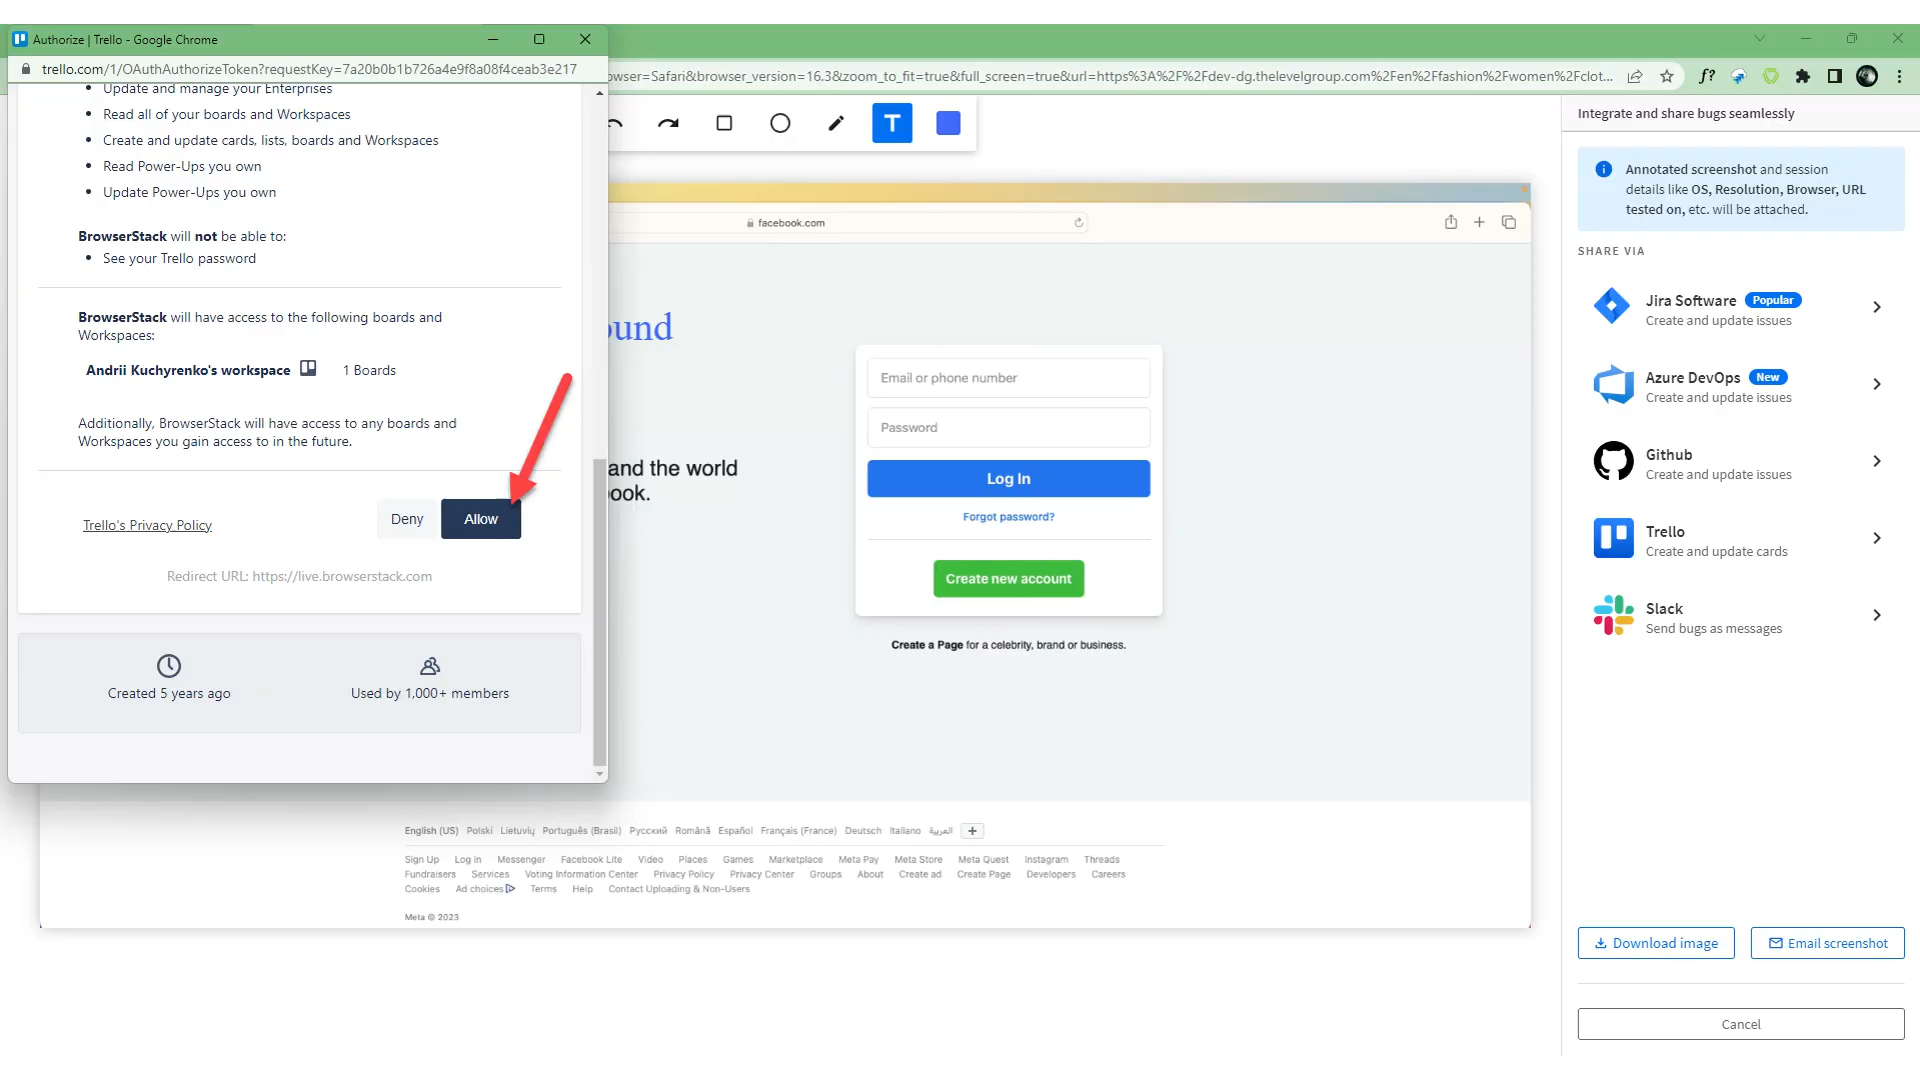 Authorize | Trello - Google Chrome
trello.com/1/OAuthAuthorizeToken?requestKey=7a20b0b1b726a4e9f8a08f4ceab3e217
Update and manage your Enterprises
Read all of your boards and Workspaces
Create and update cards, lists, boards and Workspaces
Read Power-Ups you own
Update Power-Ups you own
BrowserStack will not be able to:
See your Trello password
BrowserStack will have access to the following boards and
Workspaces:
Andrii Kuchyrenko's workspace 1 Boards
Additionally, BrowserStack will have access to any boards and
Workspaces you gain access to in the future.
Trello's Privacy Policy
Deny
Allow
Redirect URL: https://live.browserstack.com
Created 5 years ago
Used by 1,000+ members
owser=Safari&browser_version=16.3&zoom_to_fit=true&full_screen=true&url=https%3A%2F%2Fdev-dg.thelevelgroup.com%2Fen%2Ffashion%2Fwomen%2Fclot...
f?
T
facebook.com
ound
and the world
ook.
Email or phone number
Password
Log In
Forgot password?
Create new account
Create a Page for a celebrity, brand or business.
English (US) Polski Lietuvių Português (Brasil) Русский Română Español Français (France) Deutsch Italiano العربية +
Sign Up Log In Messenger Facebook Lite Video Places Games Marketplace Meta Pay Meta Store Meta Quest Instagram Threads
Fundraisers Services Voting Information Center Privacy Policy Privacy Center Groups About Create ad Create Page Developers Careers
Cookies Ad choices Terms Help Contact Uploading & Non-Users
Meta © 2023
Integrate and share bugs seamlessly
Annotated screenshot and session
details like OS, Resolution, Browser, URL
tested on, etc. will be attached.
SHARE VIA
Jira Software Popular
Create and update issues
Azure DevOps New
Create and update issues
Github
Create and update issues
Trello
Create and update cards
Slack
Send bugs as messages
Download image
Email screenshot
Cancel